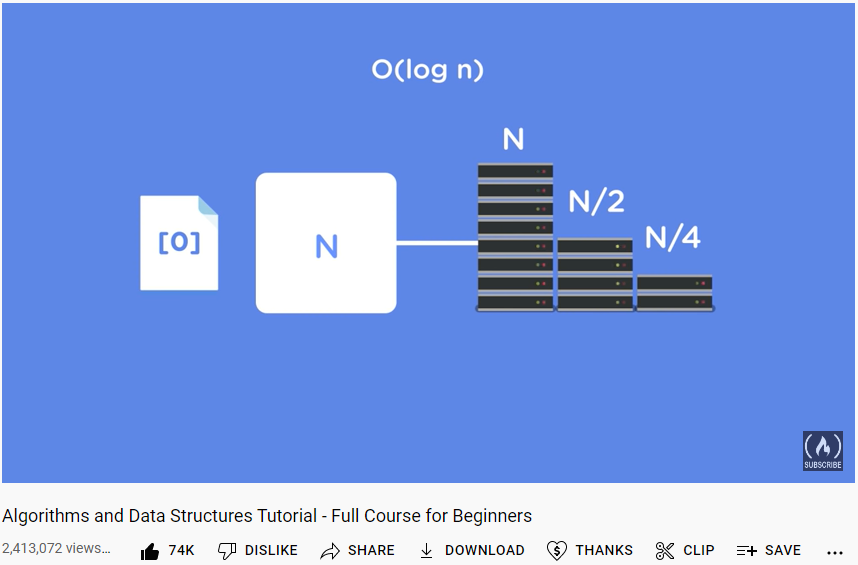 O(log n)
N
N/2
N/4
[O]
N
SUBSCRIBE
Algorithms and Data Structures Tutorial - Full Course for Beginners
2,413,072 views...
74K
DISLIKE
SHARE
DOWNLOAD
THANKS
CLIP
SAVE